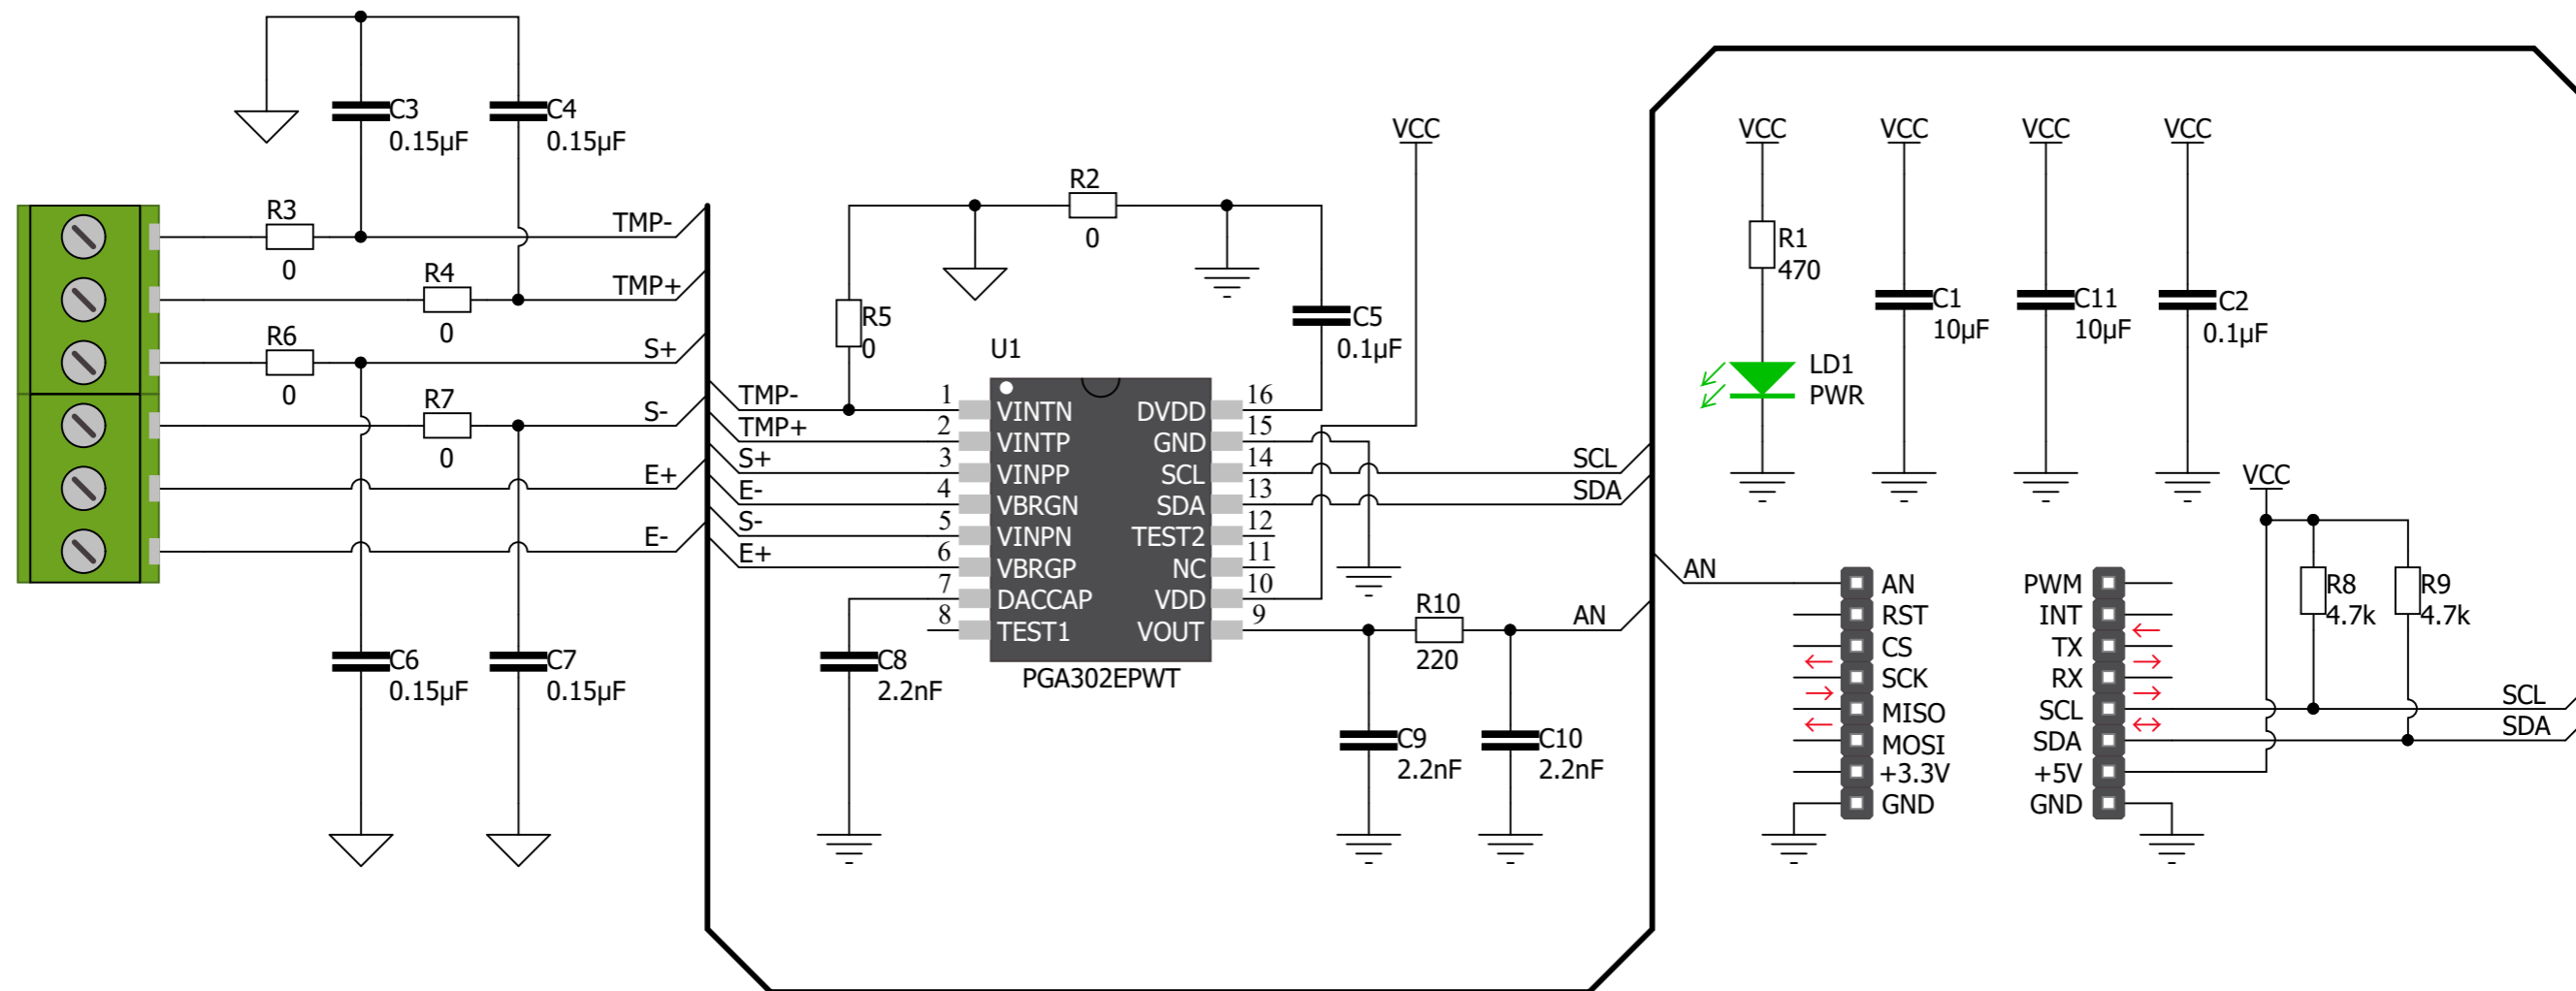 C3
0.15µF
C4
0.15µF
R3
0
TMP-
R4
0
TMP+
R6
0
S+
R7
0
S-
E+
E-
C6
0.15µF
C7
0.15µF
R2
0
R5
0
C5
0.1µF
VCC
U1
TMP-
TMP+
S+
E-
S-
E+
1
2
3
4
5
6
7
8
VINTN
VINTP
VINPP
VBRGN
VINPN
VBRGP
DACCAP
TEST1
DVDD
GND
SCL
SDA
TEST2
NC
VDD
VOUT
16
15
14
13
12
11
10
9
PGA302EPWT
SCL
SDA
C8
2.2nF
R10
220
AN
C9
2.2nF
C10
2.2nF
VCC
R1
470
LD1
PWR
VCC
C1
10µF
VCC
C11
10µF
VCC
C2
0.1µF
AN
AN
RST
CS
SCK
MISO
MOSI
+3.3V
GND
PWM
INT
TX
RX
SCL
SDA
+5V
GND
VCC
R8
4.7k
R9
4.7k
SCL
SDA